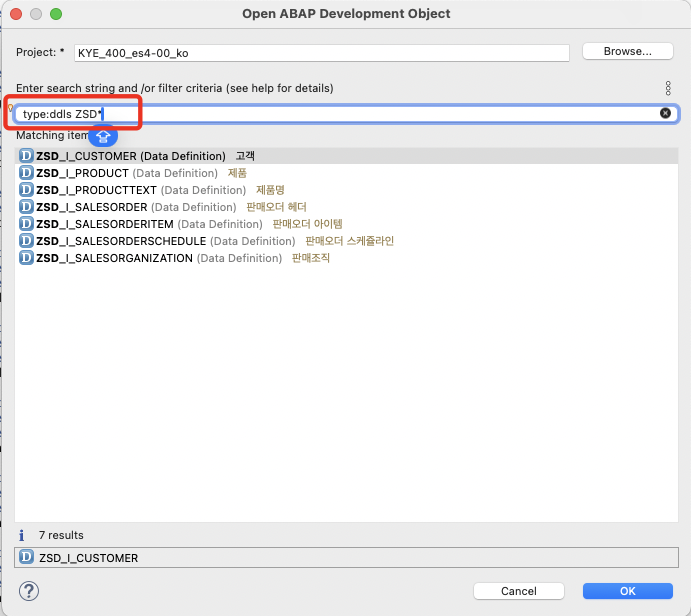 Open ABAP Development Object
Project: * KYE_400_es4-00_ko Browse...
Enter search string and /or filter criteria (see help for details)
type:ddls ZSD*
Matching item
D ZSD_I_CUSTOMER (Data Definition) 고객
D ZSD_I_PRODUCT (Data Definition) 제품
D ZSD_I_PRODUCTTEXT (Data Definition) 제품명
D ZSD_I_SALESORDER (Data Definition) 판매오더 헤더
D ZSD_I_SALESORDERITEM (Data Definition) 판매오더 아이템
D ZSD_I_SALESORDERSCHEDULE (Data Definition) 판매오더 스케쥴라인
D ZSD_I_SALESORGANIZATION (Data Definition) 판매조직
i 7 results
D ZSD_I_CUSTOMER
? Cancel OK